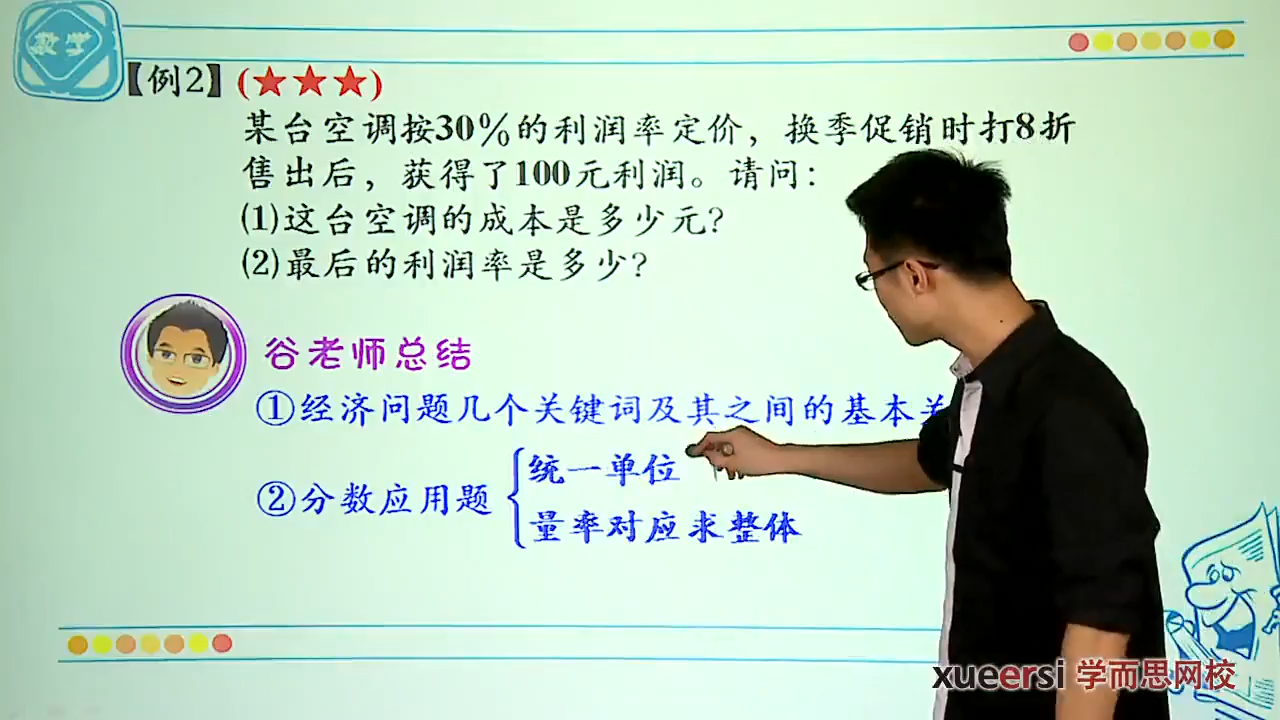 数学
【例2】(★★★)
某台空调按30%的利润率定价，换季促销时打8折
售出后，获得了100元利润。请问：
(1)这台空调的成本是多少元？
(2)最后的利润率是多少？
谷老师总结
①经济问题几个关键词及其之间的基本关
②分数应用题
统一单位
量率对应求整体
xueersi 学而思网校